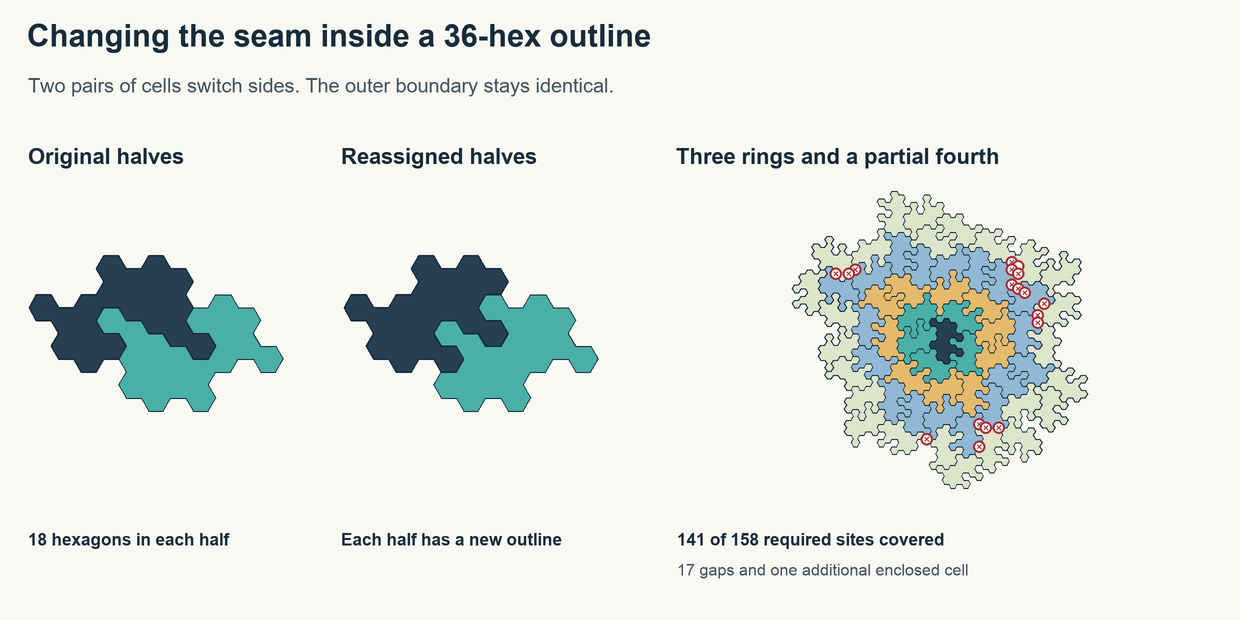 Changing the seam inside a 36-hex outline
Two pairs of cells switch sides. The outer boundary stays identical.
Original halves
Reassigned halves
Three rings and a partial fourth
18 hexagons in each half
Each half has a new outline
141 of 158 required sites covered
17 gaps and one additional enclosed cell